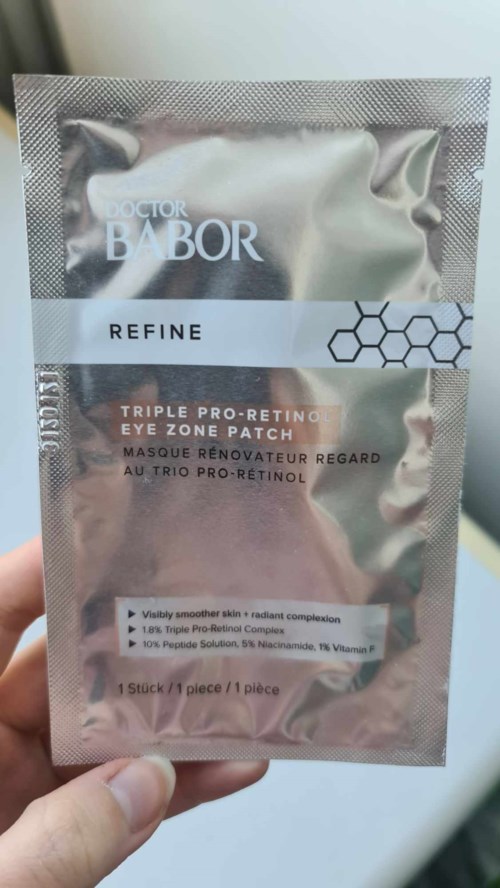 DOCTOR
BABOR
REFINE
TRIPLE PRO-RETINOL
EYE ZONE PATCH
MASQUE RÉNOVATEUR REGARD
AU TRIO PRO-RÉTINOL
▶ Visibly smoother skin + radiant complexion
▶ 1.8% Triple Pro-Retinol Complex
▶ 10% Peptide Solution, 5% Niacinamide, 1% Vitamin F
1 Stück / 1 piece / 1 pièce